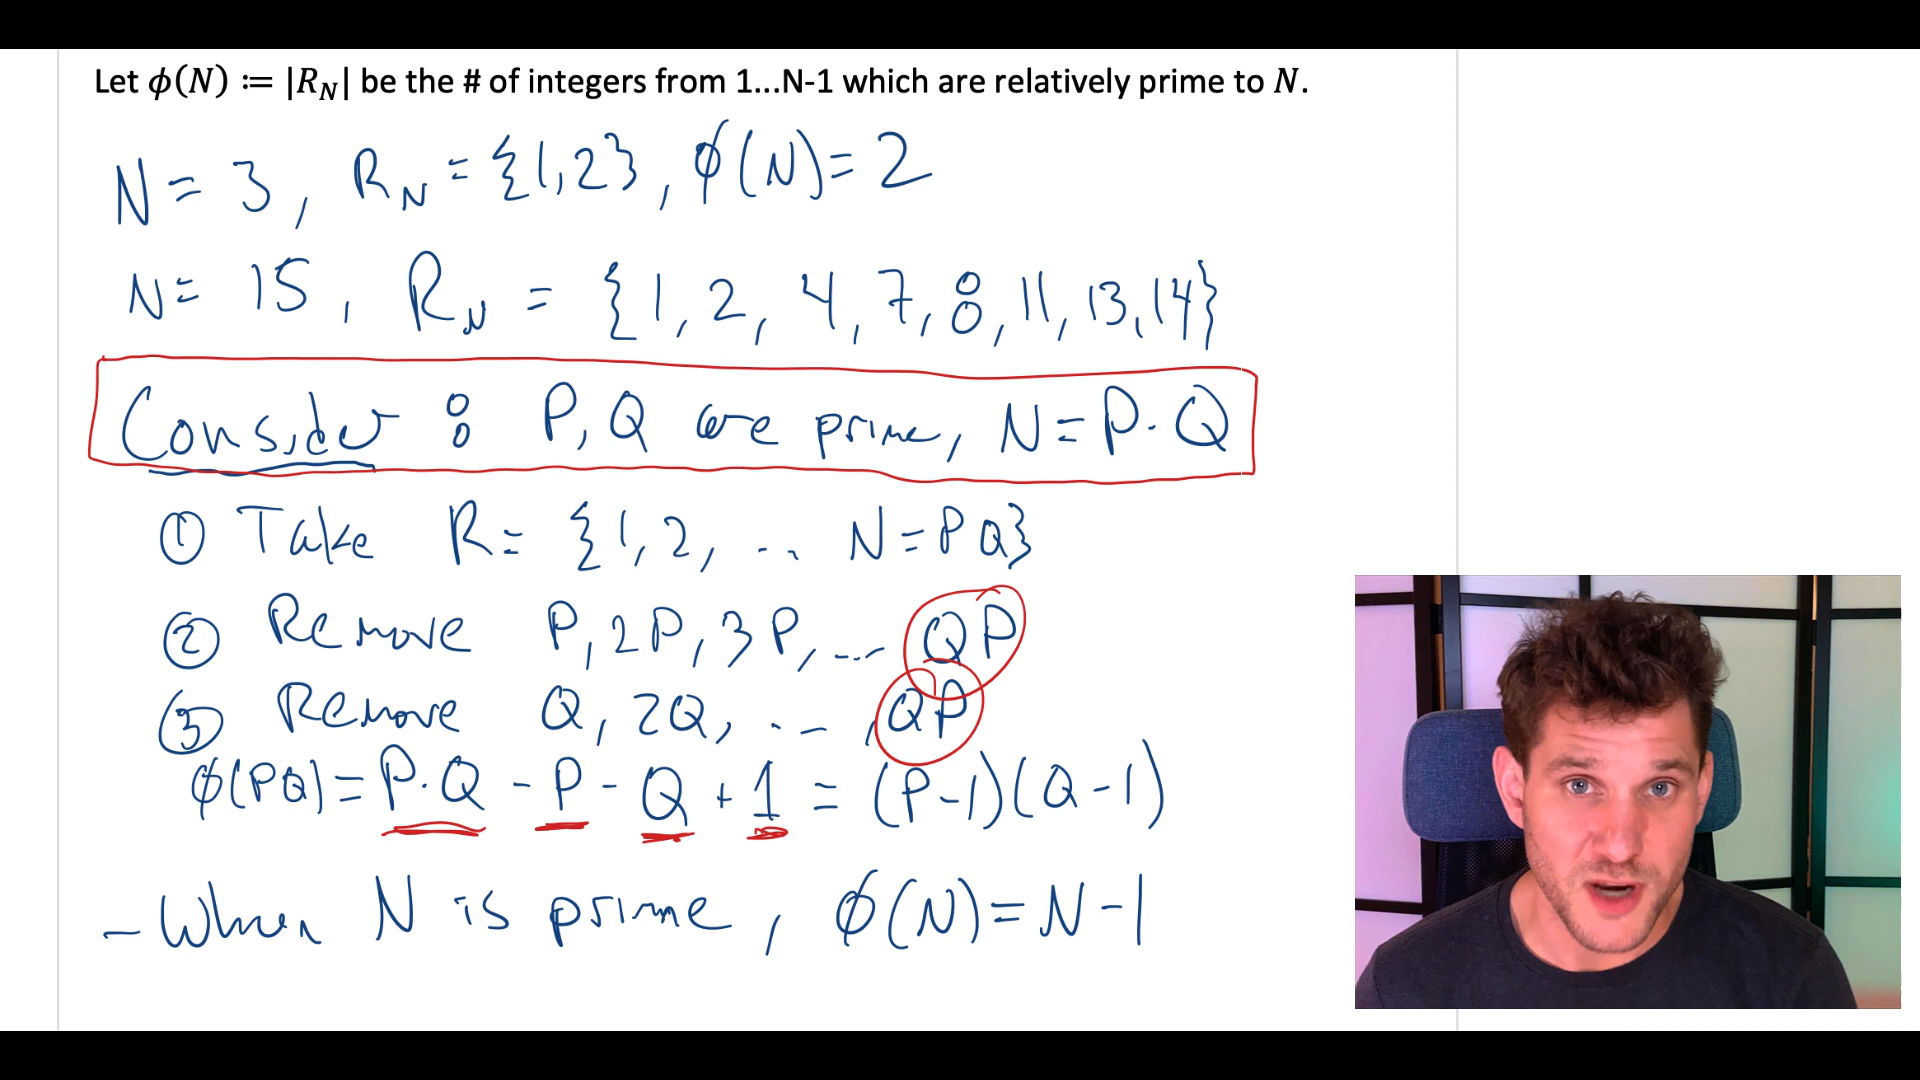 Let ϕ(N) := |R_N| be the # of integers from 1...N-1 which are relatively prime to N.
N = 3, R_N = {1,2}, ϕ(N) = 2
N = 15, R_N = {1, 2, 4, 7, 8, 11, 13, 14}
Consider : P, Q are prime, N = P·Q
① Take R = {1, 2, ... N = PQ}
② Remove P, 2P, 3P, ... QP
③ Remove Q, 2Q, ..., QP
ϕ(PQ) = P·Q - P - Q + 1 = (P-1)(Q-1)
- When N is prime, ϕ(N) = N-1